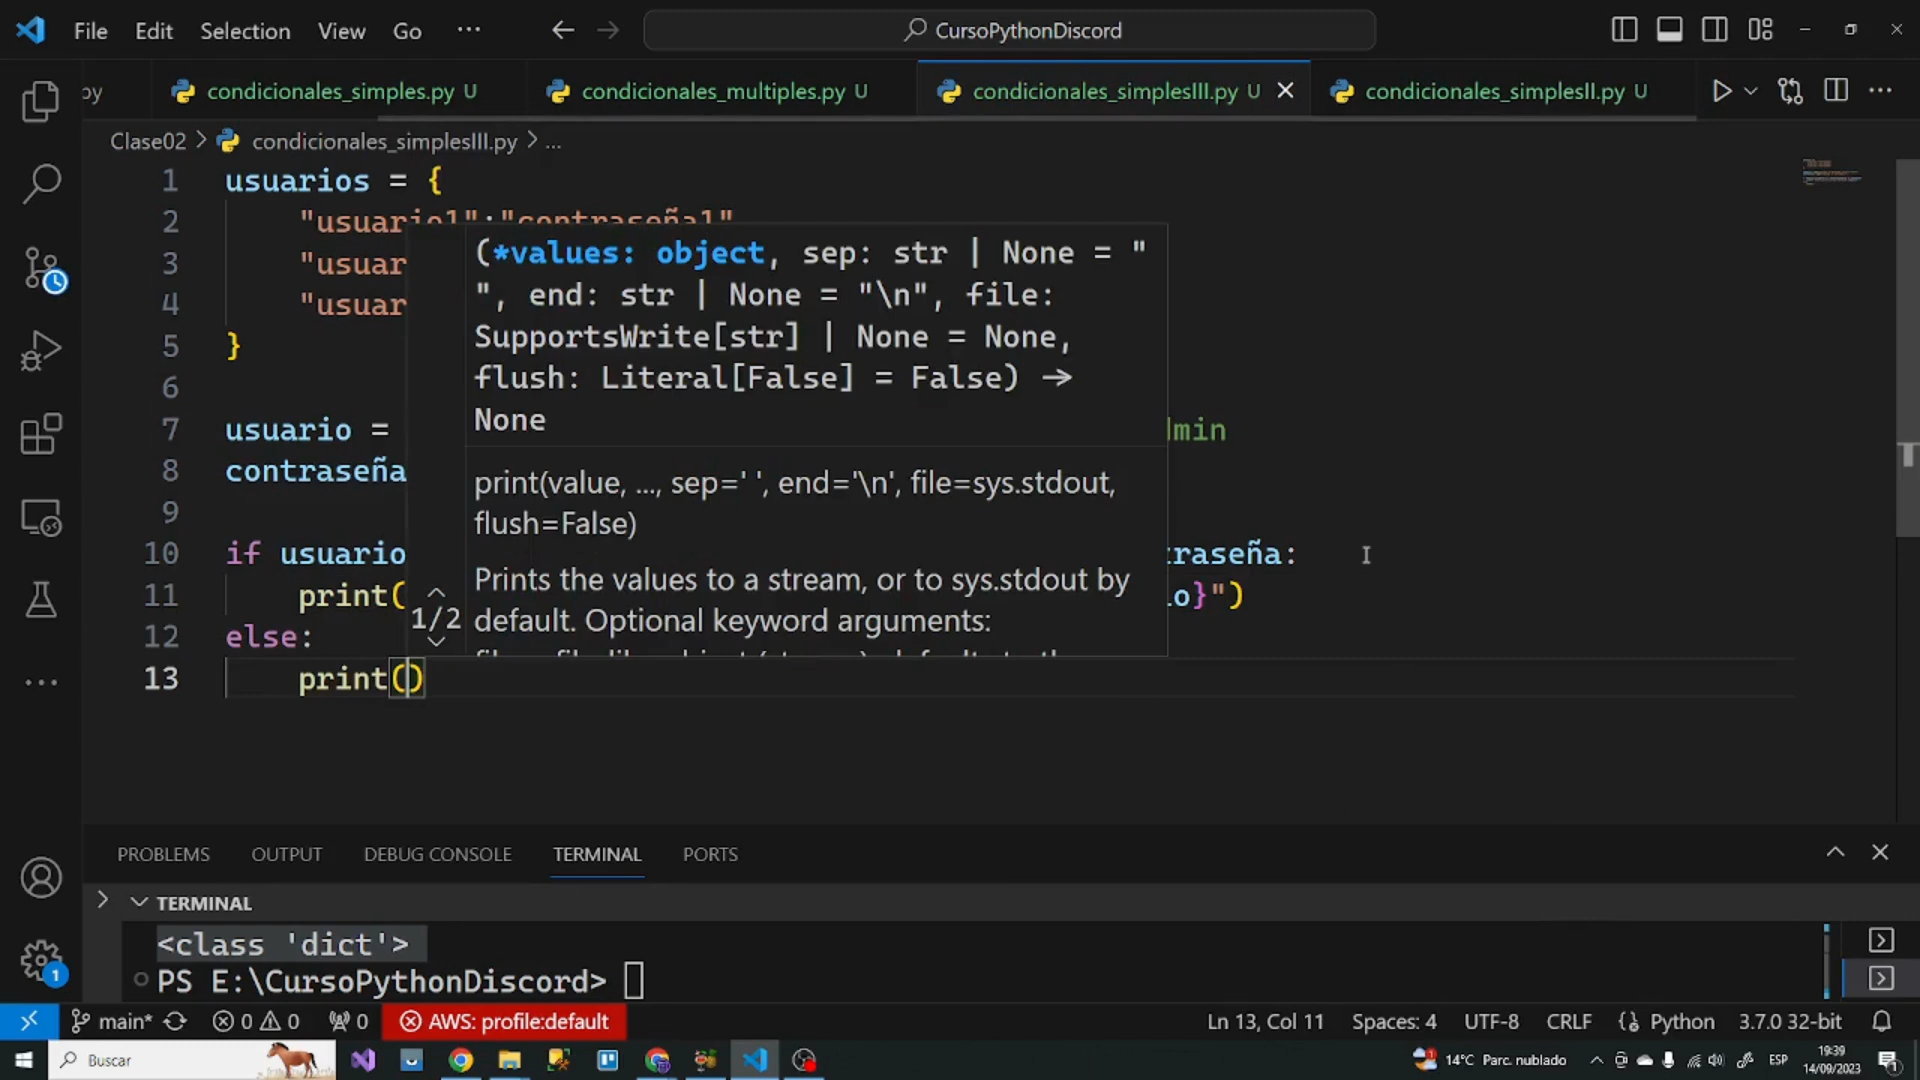 File Edit Selection View Go ··· CursoPythonDiscord
py condicionales_simples.py U condicionales_multiples.py U condicionales_simplesIII.py U condicionales_simplesII.py U
Clase02 > condicionales_simplesIII.py > ...
1 usuarios = {
2 "usuario1":"contraseña1"
3 "usuar
4 "usuar
5 }
6
7 usuario = min
8 contraseña
9
10 if usuario traseña:
11 print( o}")
12 else:
13 print()
(*values: object, sep: str | None = "
", end: str | None = "\n", file:
SupportsWrite[str] | None = None,
flush: Literal[False] = False) →
None
print(value, ..., sep=' ', end='\n', file=sys.stdout,
flush=False)
1/2
Prints the values to a stream, or to sys.stdout by
default. Optional keyword arguments:
PROBLEMS OUTPUT DEBUG CONSOLE TERMINAL PORTS
TERMINAL
<class 'dict'>
PS E:\CursoPythonDiscord>
main* 0 0 0 AWS: profile:default Ln 13, Col 11 Spaces: 4 UTF-8 CRLF Python 3.7.0 32-bit
Buscar 14°C Parc. nublado ESP 19:39
14/09/2023
1
1